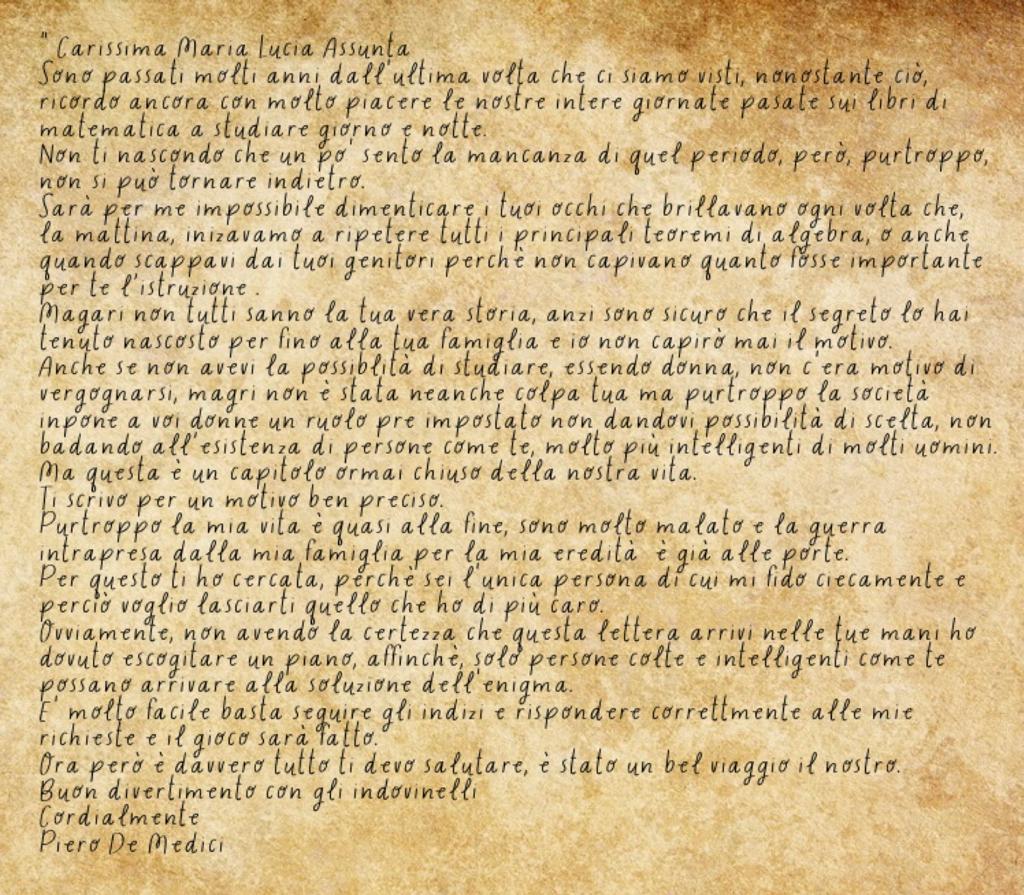 " Carissima Maria Lucia Assunta
Sono passati molti anni dall'ultima volta che ci siamo visti, nonostante ciò,
ricordo ancora con molto piacere le nostre intere giornate pasate sui libri di
matematica a studiare giorno e notte.
Non ti nascondo che un po' sento la mancanza di quel periodo, però, purtroppo,
non si può tornare indietro.
Sarà per me impossibile dimenticare i tuoi occhi che brillavano ogni volta che,
la mattina, inizavamo a ripetere tutti i principali teoremi di algebra, o anche
quando scappavi dai tuoi genitori perchè non capivano quanto fosse importante
per te l'istruzione .
Magari non tutti sanno la tua vera storia, anzi sono sicuro che il segreto lo hai
tenuto nascosto per fino alla tua famiglia e io non capirò mai il motivo.
Anche se non avevi la possiblità di studiare, essendo donna, non c'era motivo di
vergognarsi, magri non è stata neanche colpa tua ma purtroppo la società
inpone a voi donne un ruolo pre impostato non dandovi possibilità di scelta, non
badando all'esistenza di persone come te, molto più intelligenti di molti uomini.
Ma questa è un capitolo ormai chiuso della nostra vita.
Ti scrivo per un motivo ben preciso.
Purtroppo la mia vita è quasi alla fine, sono molto malato e la guerra
intrapresa dalla mia famiglia per la mia eredità è già alle porte.
Per questo ti ho cercata, perchè sei l'unica persona di cui mi fido ciecamente e
perciò voglio lasciarti quello che ho di più caro.
Ovviamente, non avendo la certezza che questa lettera arrivi nelle tue mani ho
dovuto escogitare un piano, affinchè, solo persone colte e intelligenti come te
possano arrivare alla soluzione dell'enigma.
E' molto facile basta seguire gli indizi e rispondere correttmente alle mie
richieste e il gioco sarà fatto.
Ora però è davvero tutto ti devo salutare, è stato un bel viaggio il nostro.
Buon divertimento con gli indovinelli
Cordialmente
Piero De Medici